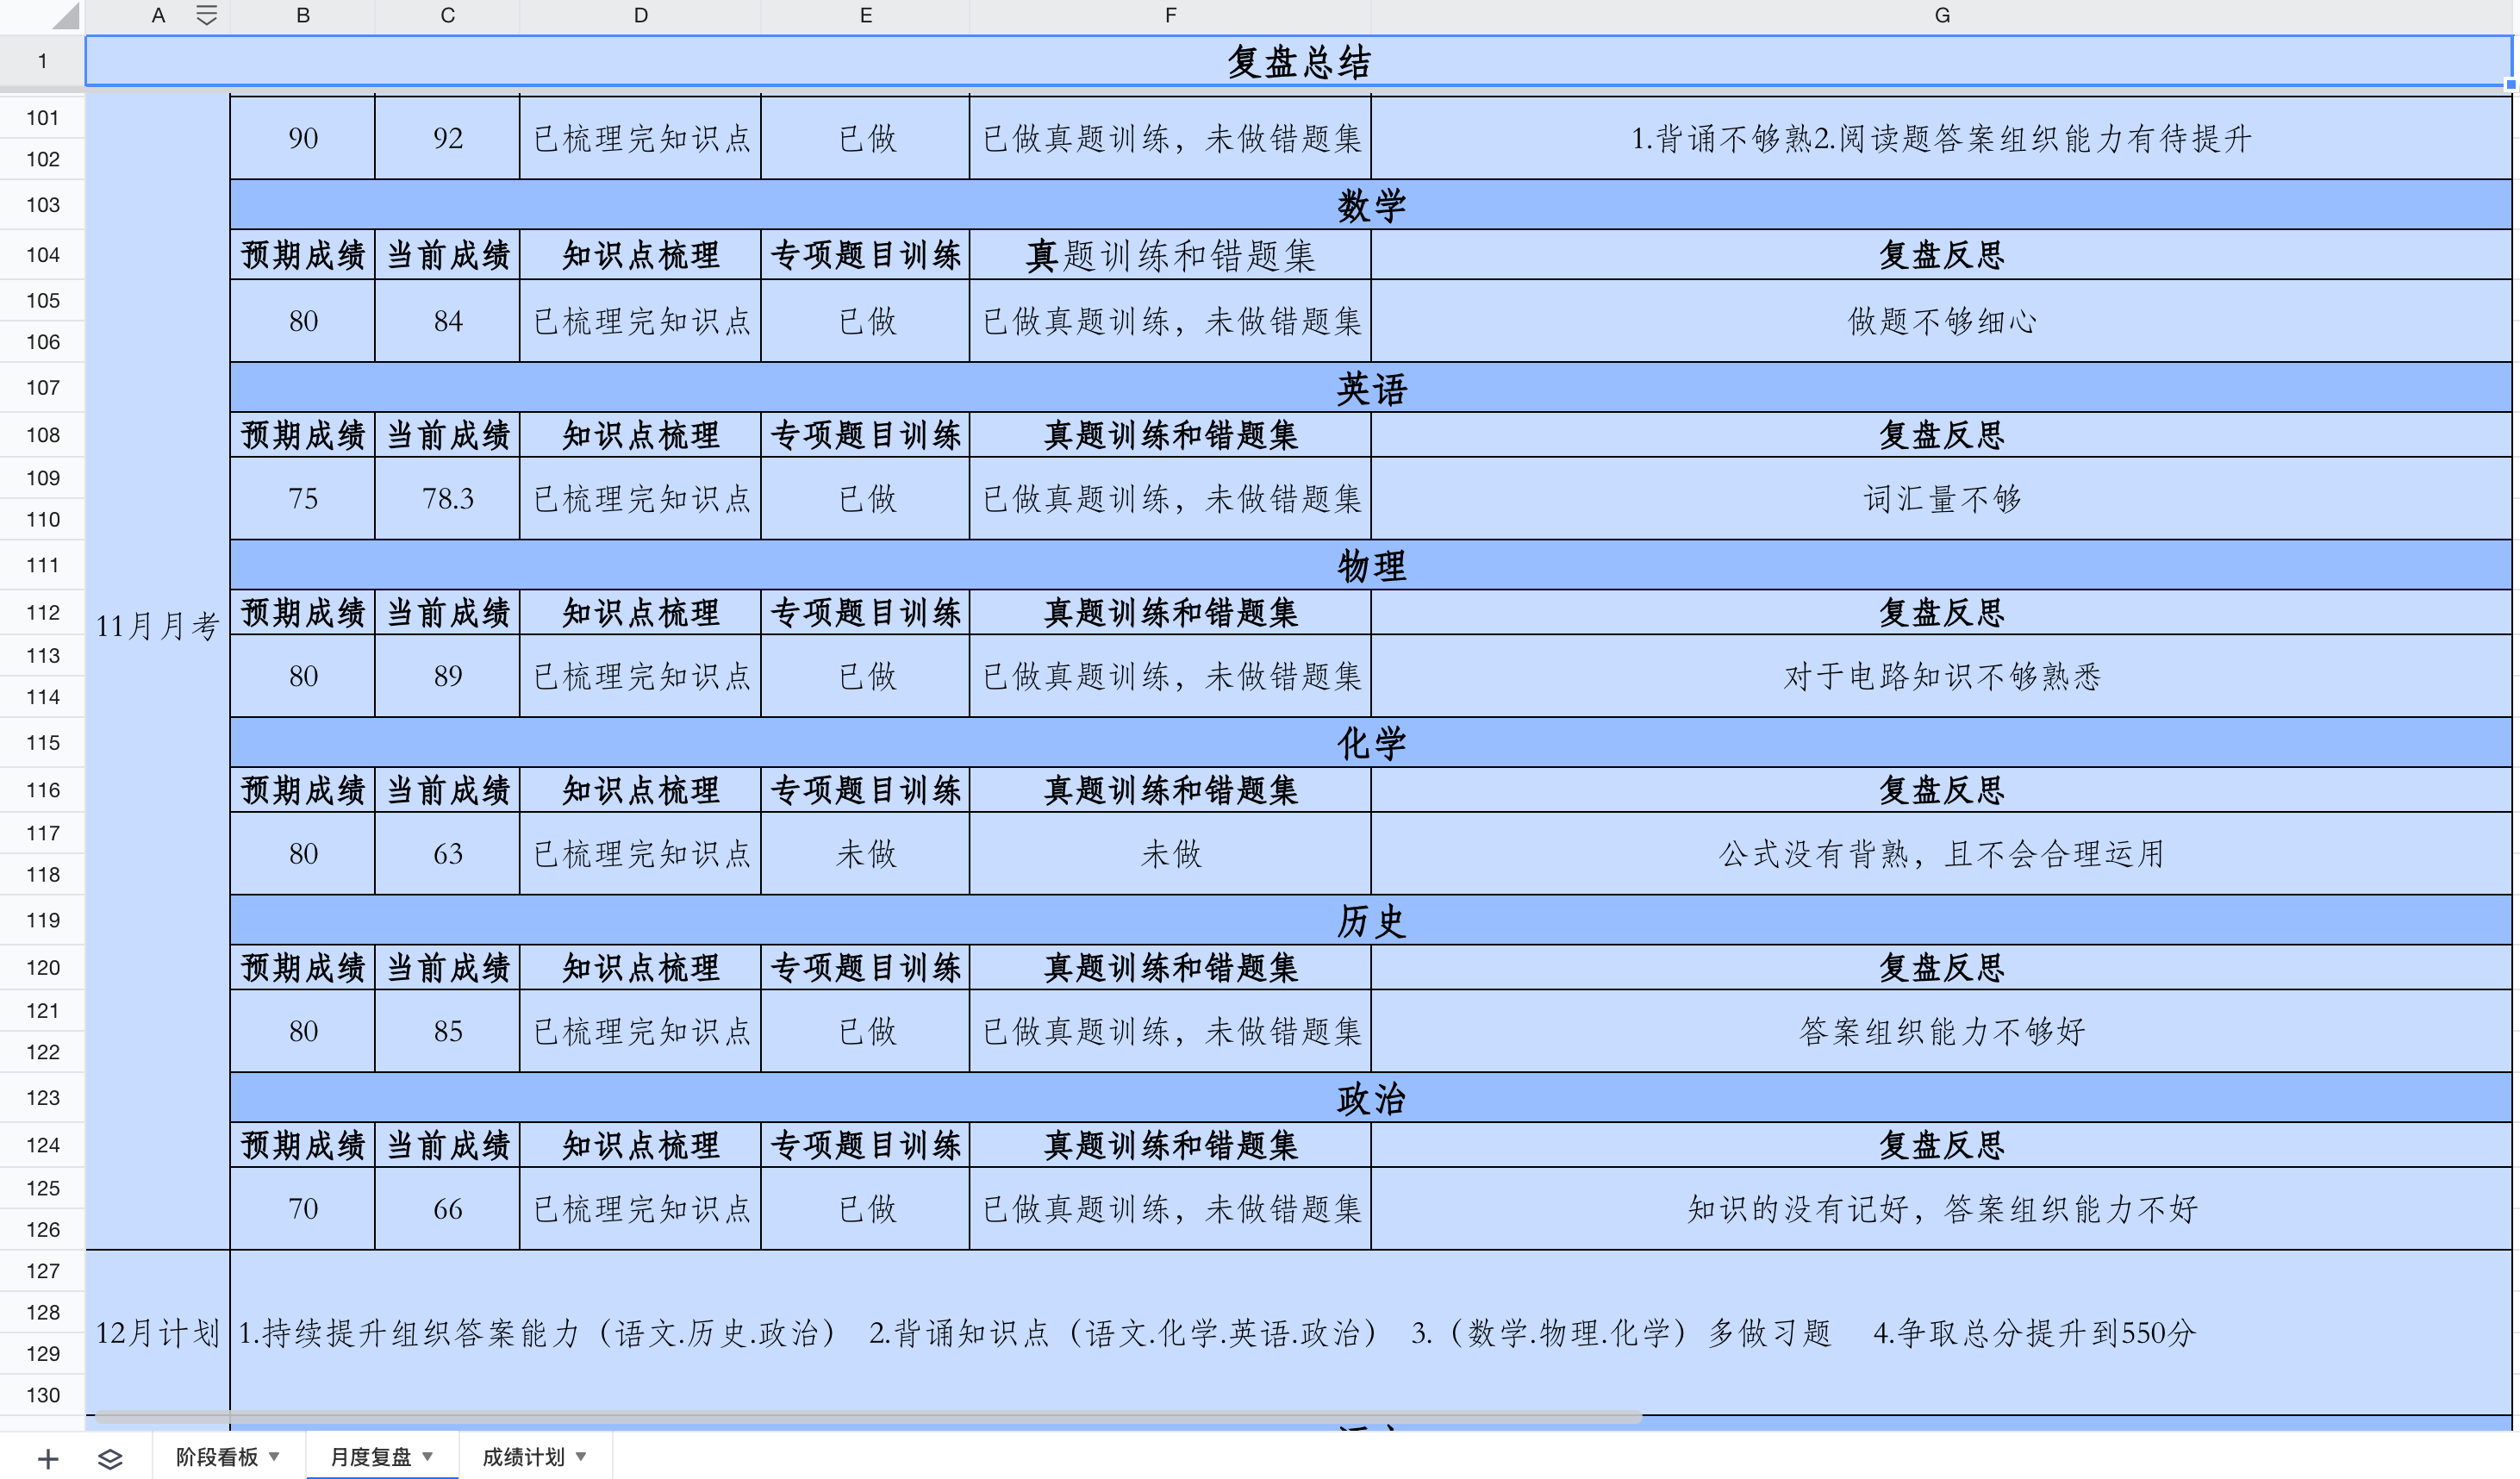 A B C D E F G
1 复盘总结
101
90 92 已梳理完知识点 已做 已做真题训练，未做错题集 1.背诵不够熟2.阅读题答案组织能力有待提升
102
103 数学
104 预期成绩 当前成绩 知识点梳理 专项题目训练 真题训练和错题集 复盘反思
105
80 84 已梳理完知识点 已做 已做真题训练，未做错题集 做题不够细心
106
107 英语
108 预期成绩 当前成绩 知识点梳理 专项题目训练 真题训练和错题集 复盘反思
109
75 78.3 已梳理完知识点 已做 已做真题训练，未做错题集 词汇量不够
110
111 物理
112 预期成绩 当前成绩 知识点梳理 专项题目训练 真题训练和错题集 复盘反思
11月月考
113
80 89 已梳理完知识点 已做 已做真题训练，未做错题集 对于电路知识不够熟悉
114
115 化学
116 预期成绩 当前成绩 知识点梳理 专项题目训练 真题训练和错题集 复盘反思
117
80 63 已梳理完知识点 未做 未做 公式没有背熟，且不会合理运用
118
119 历史
120 预期成绩 当前成绩 知识点梳理 专项题目训练 真题训练和错题集 复盘反思
121
80 85 已梳理完知识点 已做 已做真题训练，未做错题集 答案组织能力不够好
122
123 政治
124 预期成绩 当前成绩 知识点梳理 专项题目训练 真题训练和错题集 复盘反思
125
70 66 已梳理完知识点 已做 已做真题训练，未做错题集 知识的没有记好，答案组织能力不好
126
127
128
12月计划 1.持续提升组织答案能力（语文.历史.政治） 2.背诵知识点（语文.化学.英语.政治） 3.（数学.物理.化学）多做习题 4.争取总分提升到550分
129
130
阶段看板 月度复盘 成绩计划